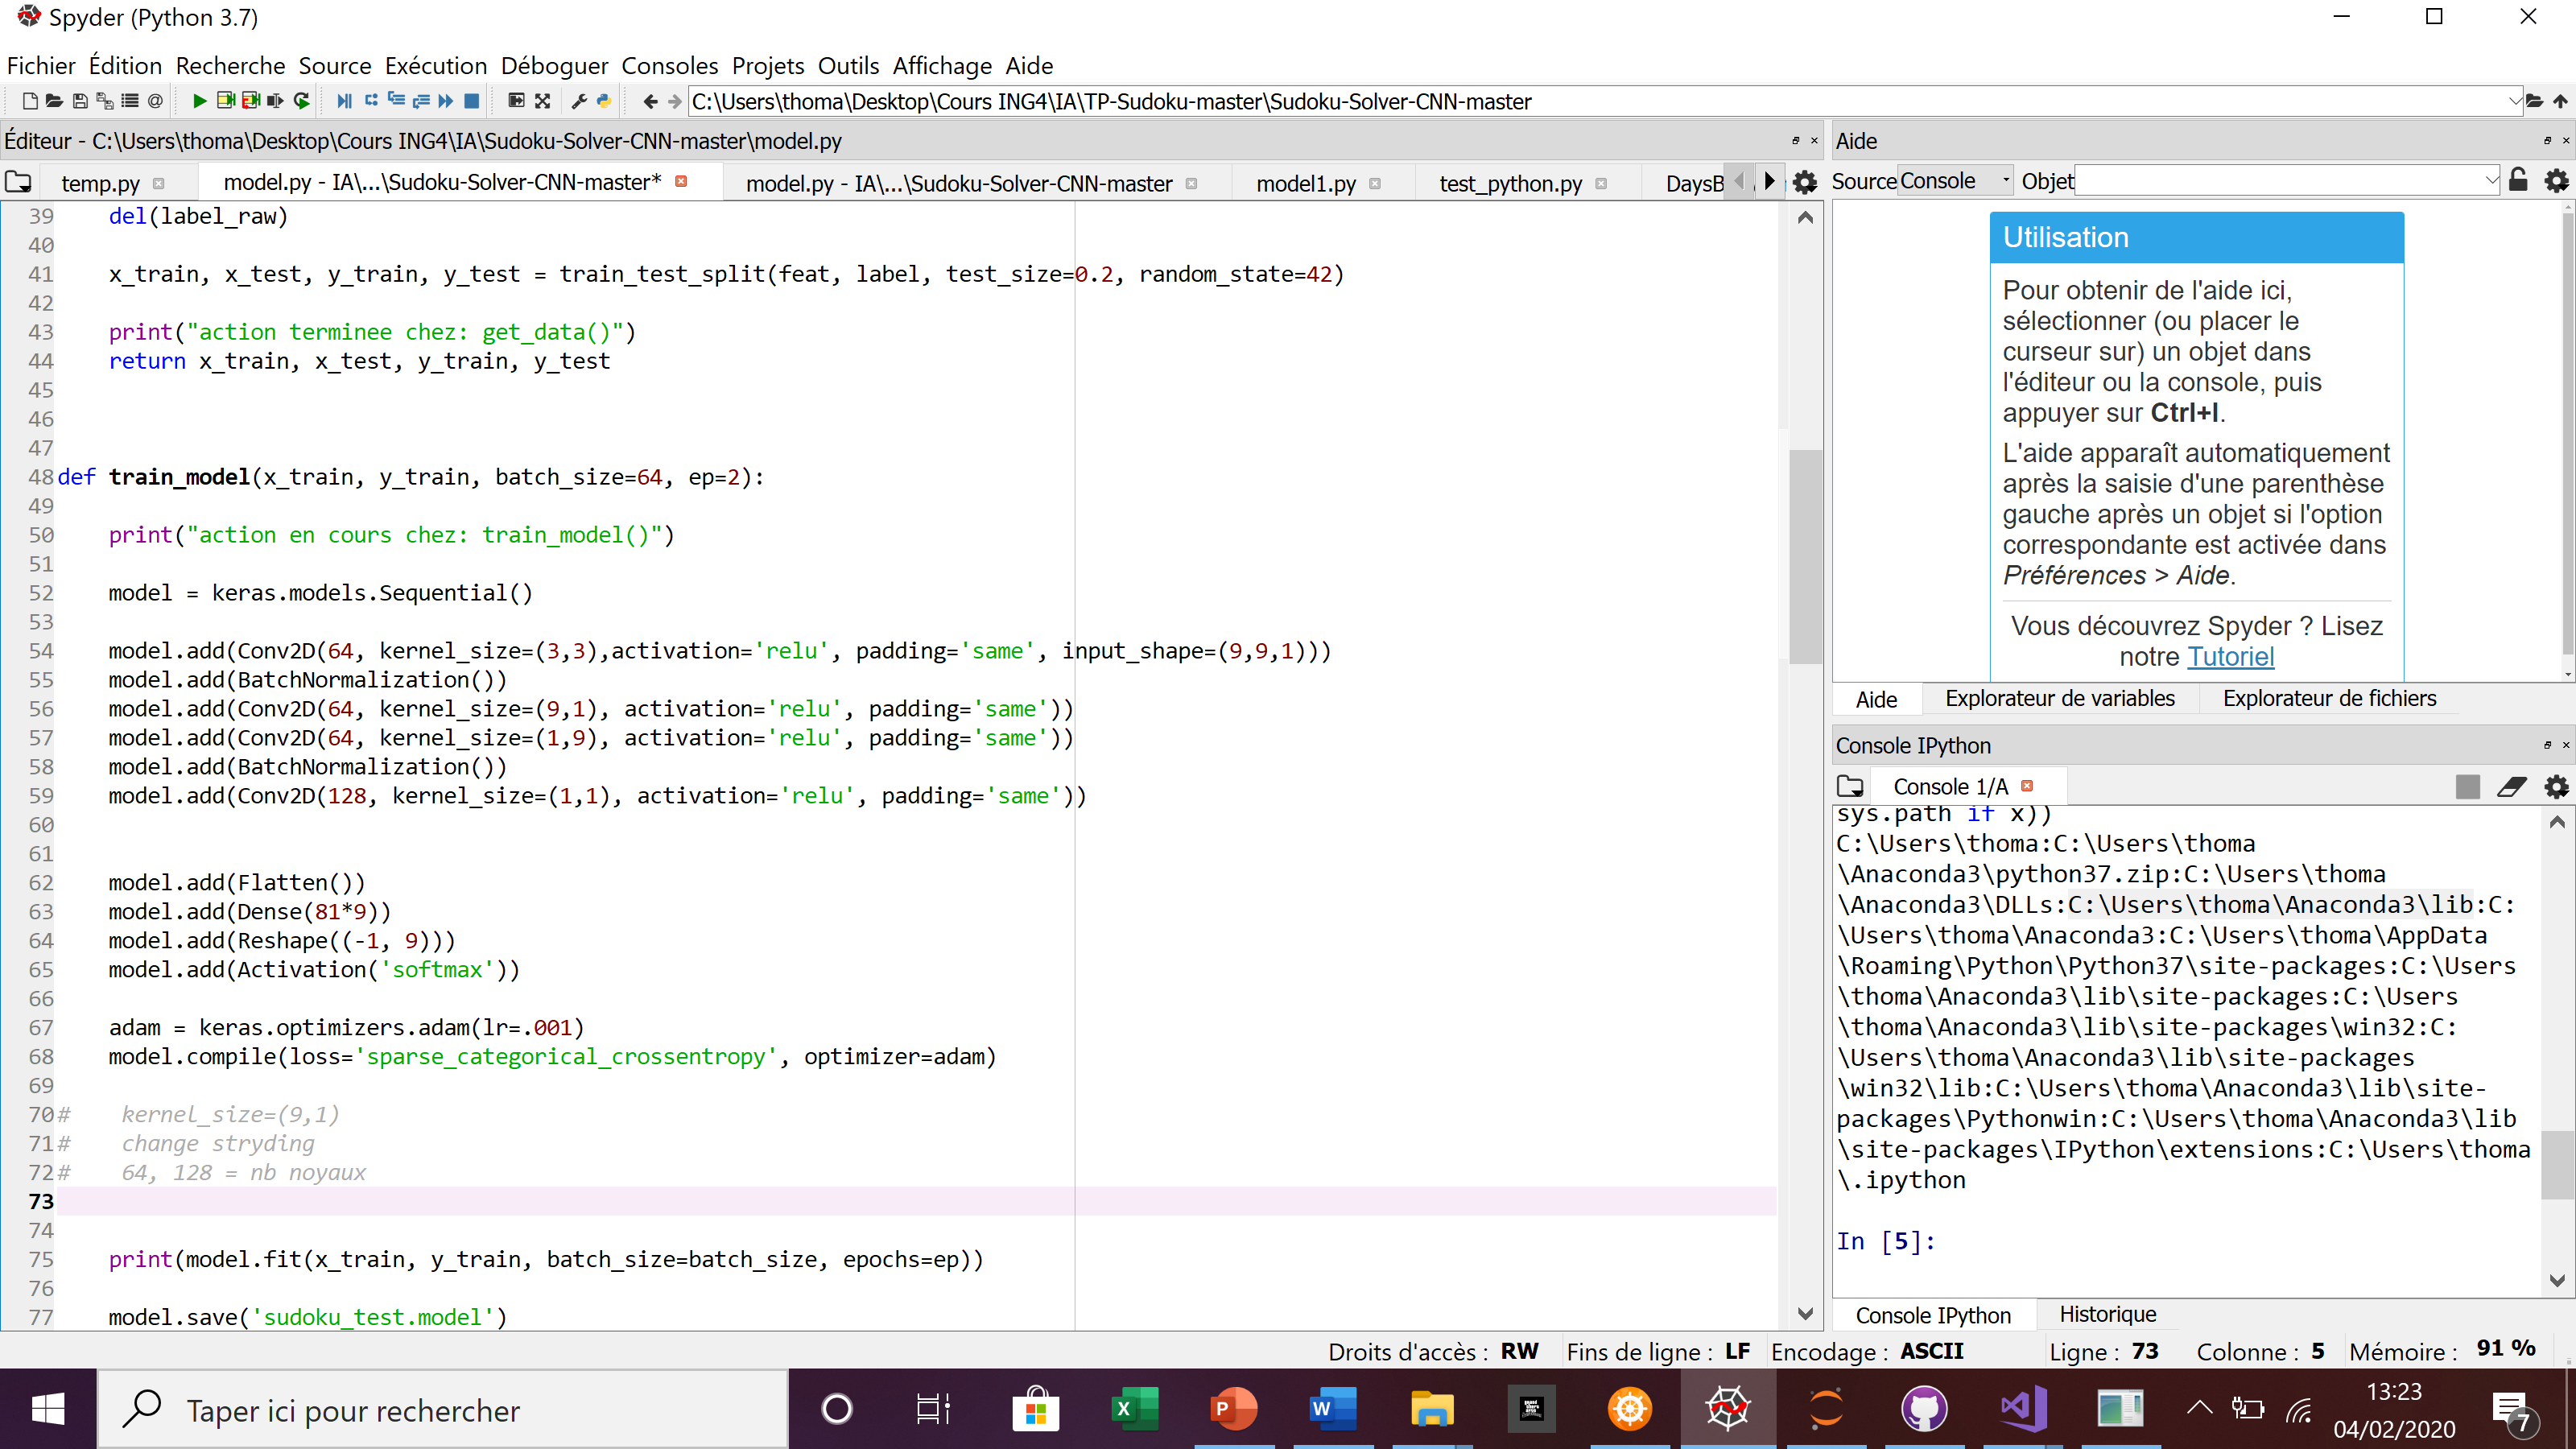 Spyder (Python 3.7)
Fichier Édition Recherche Source Exécution Déboguer Consoles Projets Outils Affichage Aide
C:\Users\thoma\Desktop\Cours ING4\IA\TP-Sudoku-master\Sudoku-Solver-CNN-master
Éditeur - C:\Users\thoma\Desktop\Cours ING4\IA\Sudoku-Solver-CNN-master\model.py
temp.py
model.py - IA\...\Sudoku-Solver-CNN-master*
model.py - IA\...\Sudoku-Solver-CNN-master
model1.py
test_python.py
DaysB
39 del(label_raw)
40
41 x_train, x_test, y_train, y_test = train_test_split(feat, label, test_size=0.2, random_state=42)
42
43 print("action terminee chez: get_data()")
44 return x_train, x_test, y_train, y_test
45
46
47
48 def train_model(x_train, y_train, batch_size=64, ep=2):
49
50 print("action en cours chez: train_model()")
51
52 model = keras.models.Sequential()
53
54 model.add(Conv2D(64, kernel_size=(3,3),activation='relu', padding='same', input_shape=(9,9,1)))
55 model.add(BatchNormalization())
56 model.add(Conv2D(64, kernel_size=(9,1), activation='relu', padding='same'))
57 model.add(Conv2D(64, kernel_size=(1,9), activation='relu', padding='same'))
58 model.add(BatchNormalization())
59 model.add(Conv2D(128, kernel_size=(1,1), activation='relu', padding='same'))
60
61
62 model.add(Flatten())
63 model.add(Dense(81*9))
64 model.add(Reshape((-1, 9)))
65 model.add(Activation('softmax'))
66
67 adam = keras.optimizers.adam(lr=.001)
68 model.compile(loss='sparse_categorical_crossentropy', optimizer=adam)
69
70 # kernel_size=(9,1)
71 # change stryding
72 # 64, 128 = nb noyaux
73
74
75 print(model.fit(x_train, y_train, batch_size=batch_size, epochs=ep))
76
77 model.save('sudoku_test.model')
Aide
Source Console Objet
Utilisation
Pour obtenir de l'aide ici,
sélectionner (ou placer le
curseur sur) un objet dans
l'éditeur ou la console, puis
appuyer sur Ctrl+I.
L'aide apparaît automatiquement
après la saisie d'une parenthèse
gauche après un objet si l'option
correspondante est activée dans
Préférences > Aide.
Vous découvrez Spyder ? Lisez
notre Tutoriel
Aide Explorateur de variables Explorateur de fichiers
Console IPython
Console 1/A
sys.path if x))
C:\Users\thoma:C:\Users\thoma
\Anaconda3\python37.zip:C:\Users\thoma
\Anaconda3\DLLs:C:\Users\thoma\Anaconda3\lib:C:
\Users\thoma\Anaconda3:C:\Users\thoma\AppData
\Roaming\Python\Python37\site-packages:C:\Users
\thoma\Anaconda3\lib\site-packages:C:\Users
\thoma\Anaconda3\lib\site-packages\win32:C:
\Users\thoma\Anaconda3\lib\site-packages
\win32\lib:C:\Users\thoma\Anaconda3\lib\site-
packages\Pythonwin:C:\Users\thoma\Anaconda3\lib
\site-packages\IPython\extensions:C:\Users\thoma
\.ipython
In [5]:
Console IPython Historique
Droits d'accès : RW Fins de ligne : LF Encodage : ASCII Ligne : 73 Colonne : 5 Mémoire : 91 %
Taper ici pour rechercher
13:23
04/02/2020
7